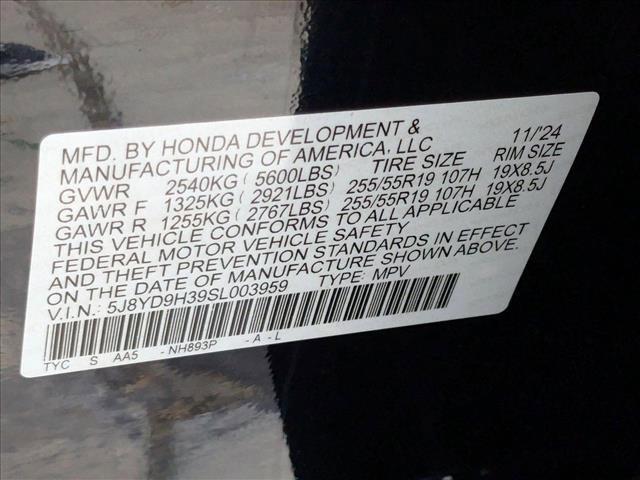 MFD. BY HONDA DEVELOPMENT &
MANUFACTURING OF AMERICA, LLC 11/'24
GVWR 2540KG (5600LBS) TIRE SIZE RIM SIZE
GAWR F 1325KG (2921LBS) 255/55R19 107H 19X8.5J
GAWR R 1255KG (2767LBS) 255/55R19 107H 19X8.5J
THIS VEHICLE CONFORMS TO ALL APPLICABLE
FEDERAL MOTOR VEHICLE SAFETY
AND THEFT PREVENTION STANDARDS IN EFFECT
ON THE DATE OF MANUFACTURE SHOWN ABOVE.
V.I.N.: 5J8YD9H39SL003959 TYPE: MPV
TYC S AA5 -NH893P -A-L